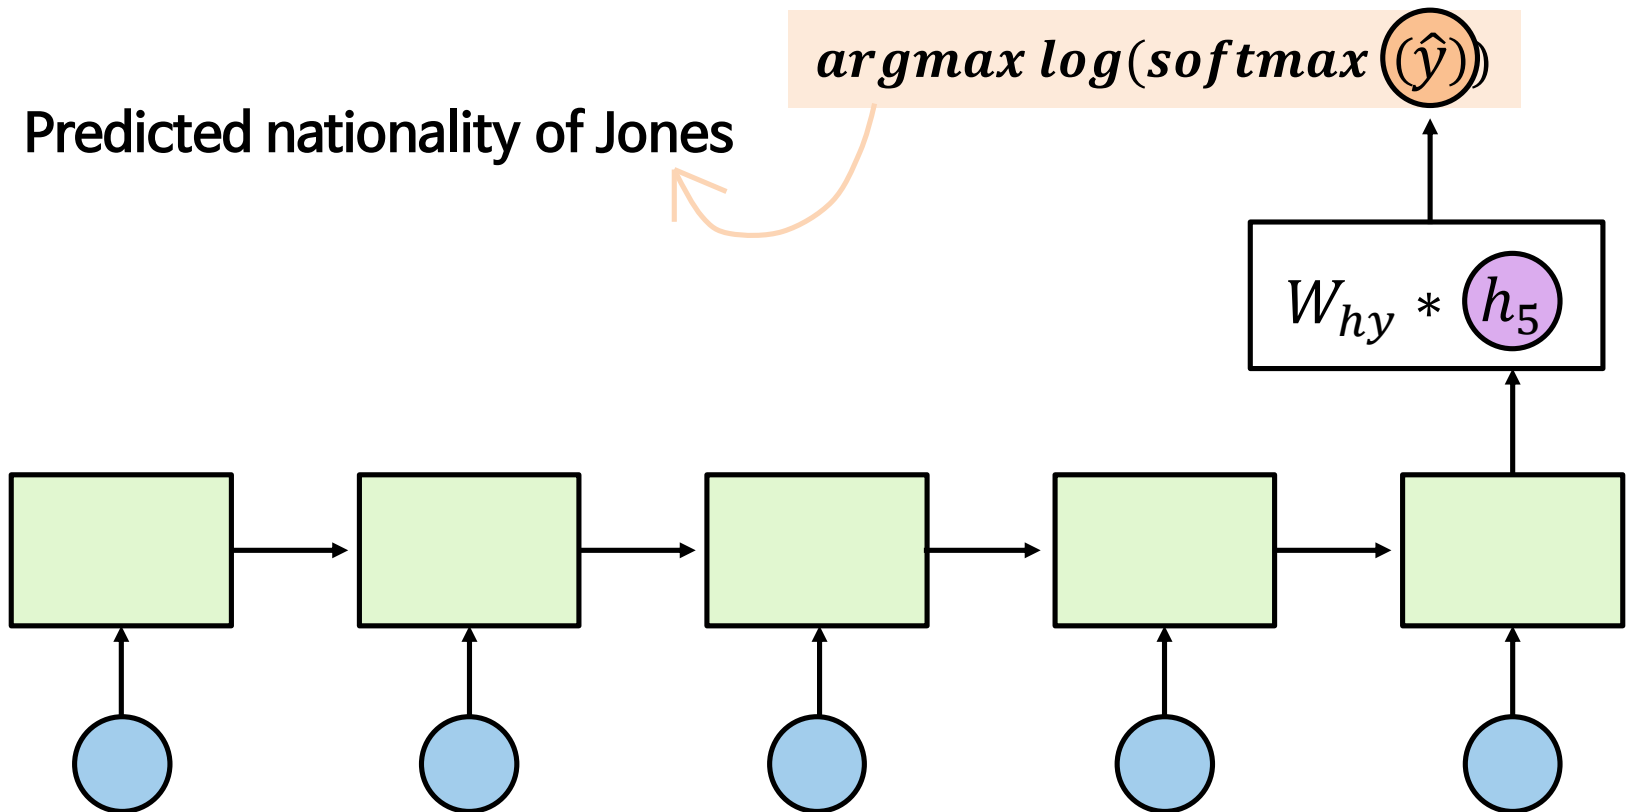 argmax log(softmax (ŷ))
Predicted nationality of Jones
W_hy * h_5